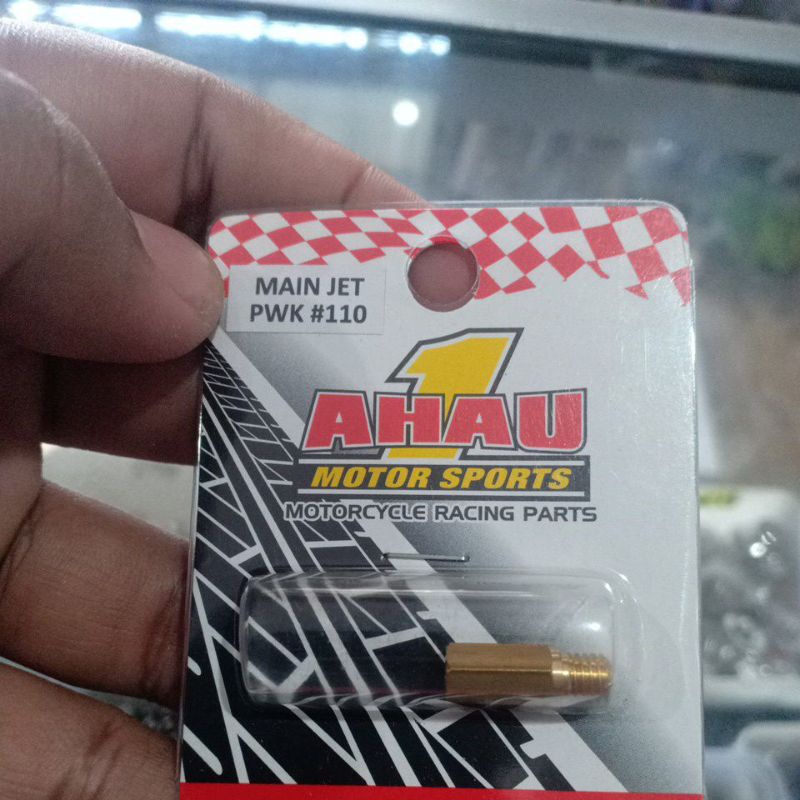 MAIN JET
PWK #110
1
AHAU
MOTOR SPORTS
MOTORCYCLE RACING PARTS